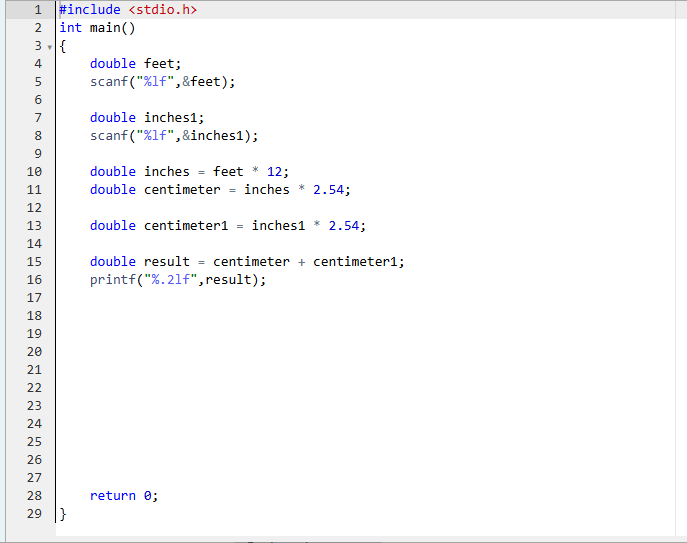 1 #include <stdio.h>
2 int main()
3 {
4 double feet;
5 scanf("%lf",&feet);
6
7 double inches1;
8 scanf("%lf",&inches1);
9
10 double inches = feet * 12;
11 double centimeter = inches * 2.54;
12
13 double centimeter1 = inches1 * 2.54;
14
15 double result = centimeter + centimeter1;
16 printf("%.2lf",result);
17
18
19
20
21
22
23
24
25
26
27
28 return 0;
29 }